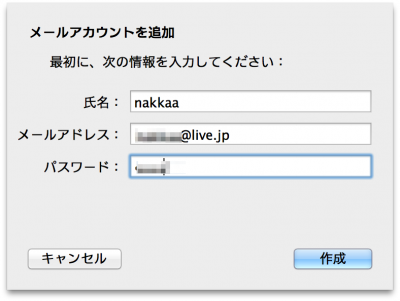 メールアカウントを追加
最初に、次の情報を入力してください：
氏名： nakkaa
メールアドレス： @live.jp
パスワード：
キャンセル 作成